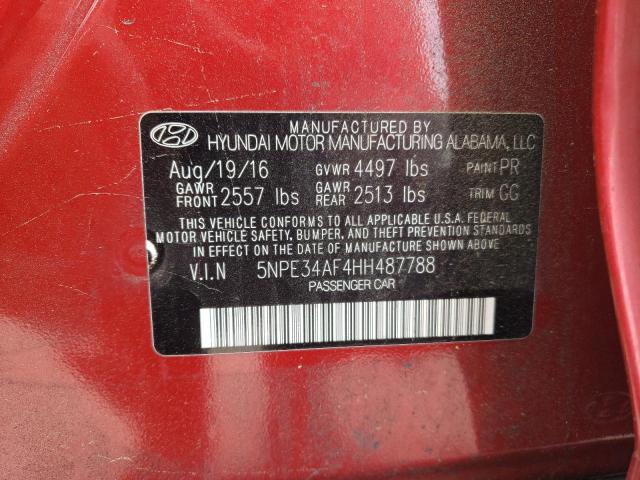 MANUFACTURED BY
HYUNDAI MOTOR MANUFACTURING ALABAMA, LLC
Aug/19/16 GVWR 4497 lbs PAINT PR
GAWR FRONT 2557 lbs GAWR REAR 2513 lbs TRIM GG
THIS VEHICLE CONFORMS TO ALL APPLICABLE U.S.A. FEDERAL
MOTOR VEHICLE SAFETY, BUMPER, AND THEFT PREVENTION STANDARDS
IN EFFECT ON THE DATE OF MANUFACTURE SHOWN ABOVE.
V.I.N 5NPE34AF4HH487788
PASSENGER CAR